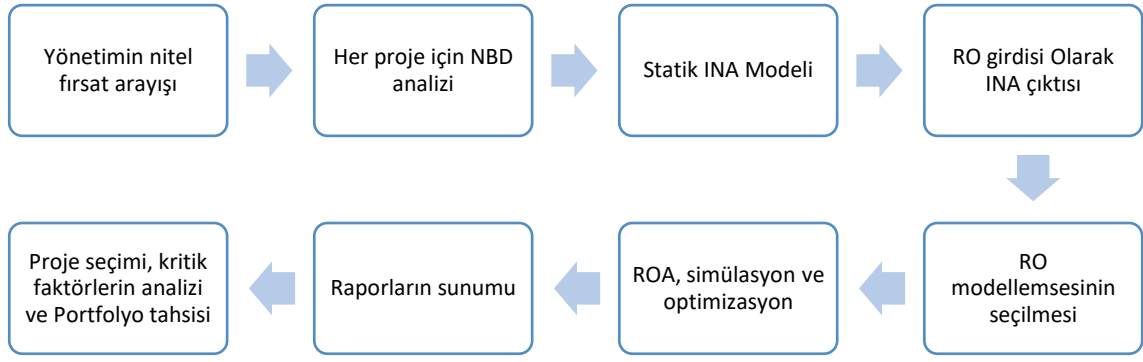 Yönetimin nitel
fırsat arayışı
Her proje için NBD
analizi
Statik INA Modeli
RO girdisi Olarak
INA çıktısı
RO
modellemsesinin
seçilmesi
ROA, simülasyon ve
optimizasyon
Raporların sunumu
Proje seçimi, kritik
faktörlerin analizi
ve Portfolyo tahsisi